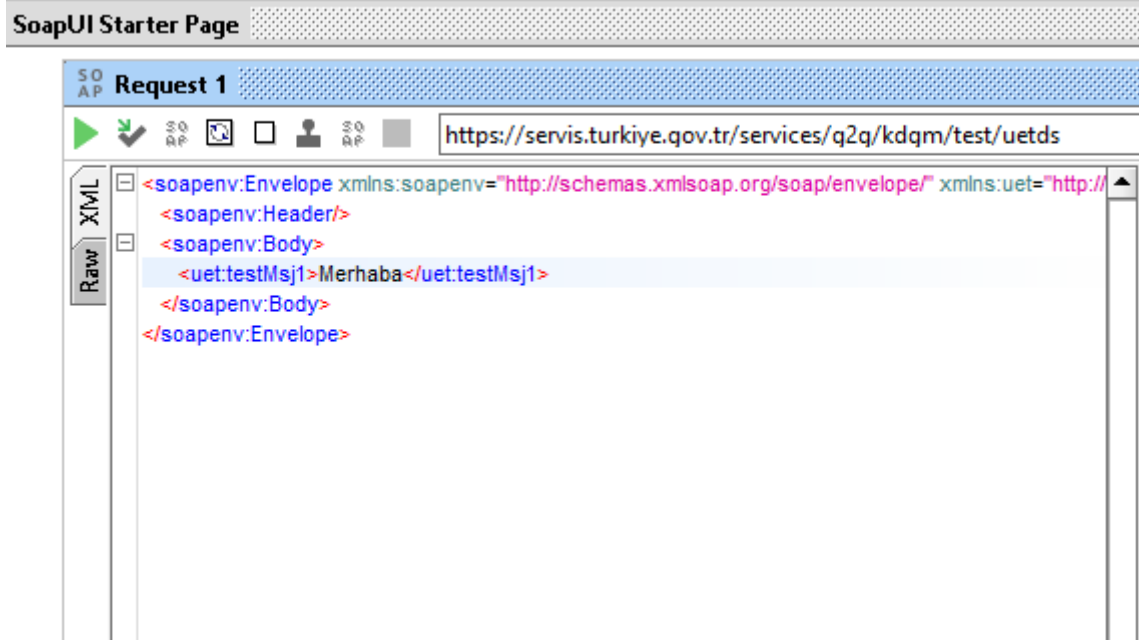 SoapUI Starter Page
SOAP Request 1
https://servis.turkiye.gov.tr/services/g2g/kdgm/test/uetds
XML
Raw
<soapenv:Envelope xmlns:soapenv="http://schemas.xmlsoap.org/soap/envelope/" xmlns:uet="http://
<soapenv:Header/>
<soapenv:Body>
<uet:testMsj1>Merhaba</uet:testMsj1>
</soapenv:Body>
</soapenv:Envelope>